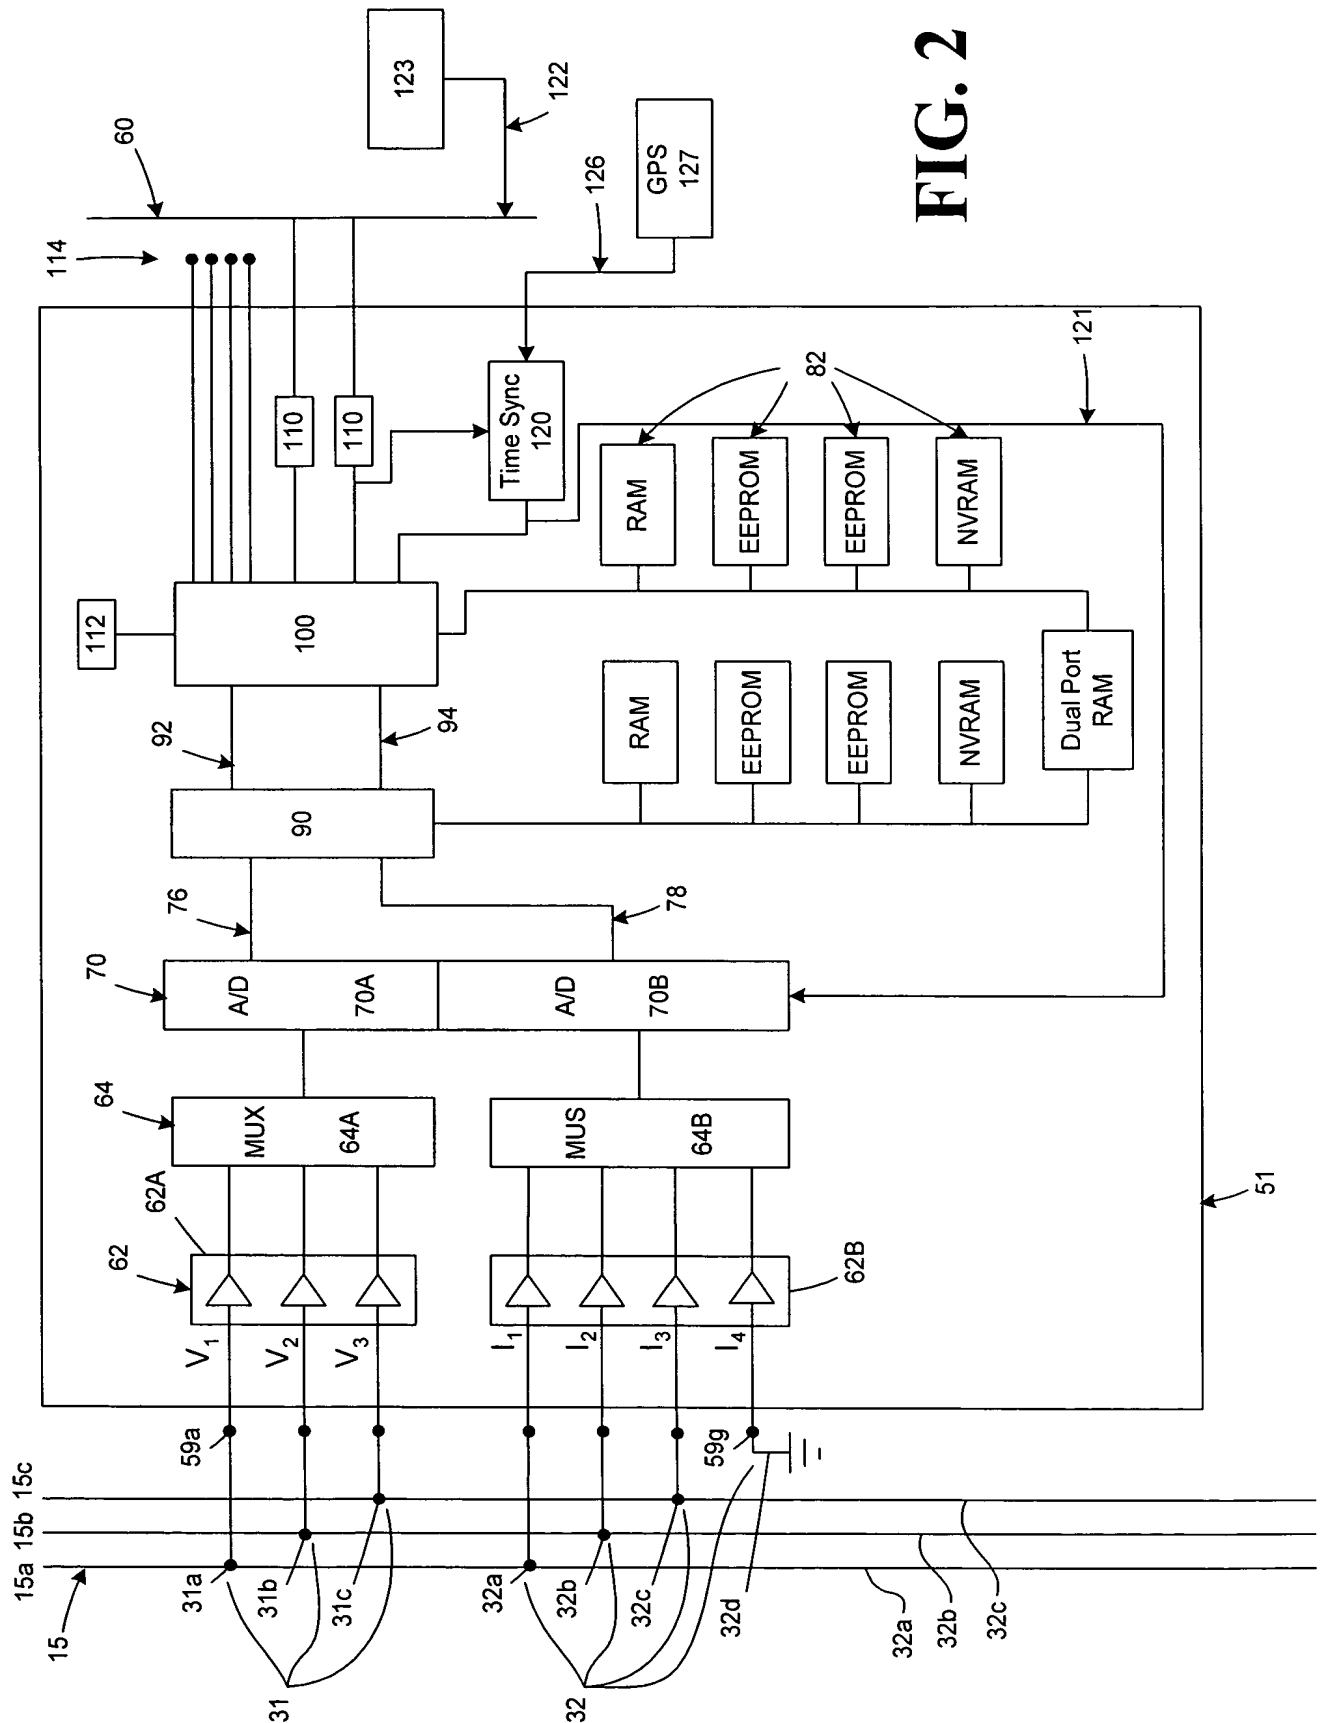 FIG. 2
15
15a
15b
15c
31
31a
31b
31c
32
32a
32b
32c
32d
32a
32b
32c
59a
59g
V1
V2
V3
I1
I2
I3
I4
62
62A
62B
64
MUX
64A
MUS
64B
70
A/D
70A
A/D
70B
76
78
90
92
94
100
112
110
110
114
60
123
122
126
GPS
127
Time Sync
120
121
82
RAM
EEPROM
EEPROM
NVRAM
RAM
EEPROM
EEPROM
NVRAM
Dual Port
RAM
51